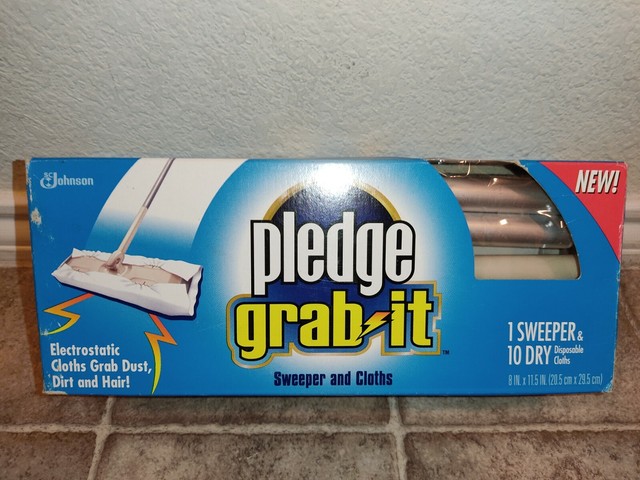 SC Johnson
NEW!
pledge
grab-it™
Sweeper and Cloths
Electrostatic
Cloths Grab Dust,
Dirt and Hair!
1 SWEEPER &
10 DRY Disposable Cloths
8 IN. x 11.5 IN. (20.5 cm x 29.5 cm)